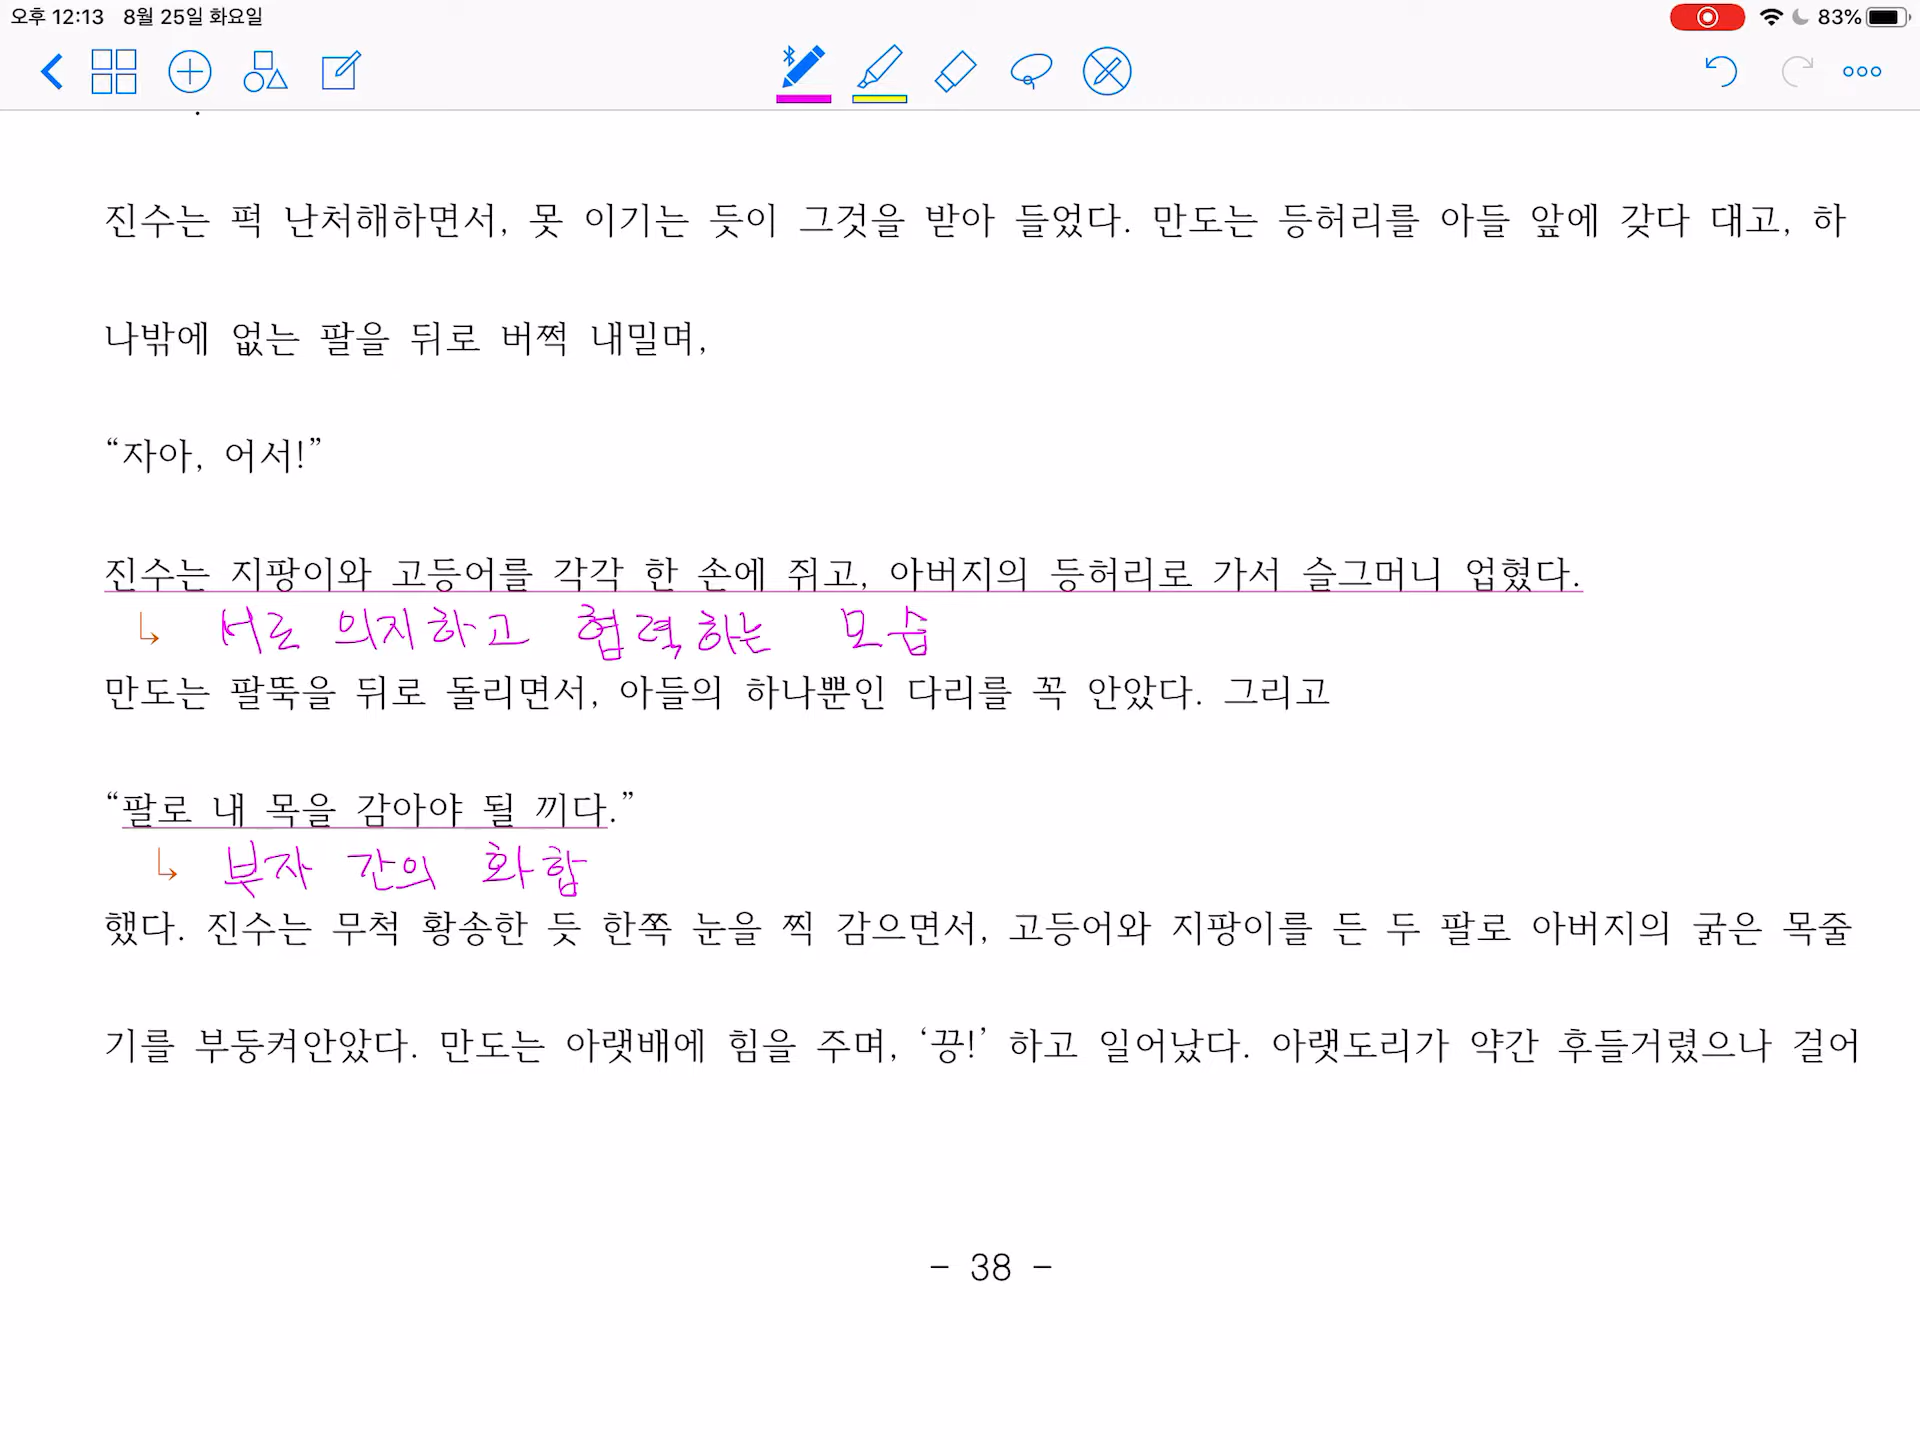 오후 12:13 8월 25일 화요일 83%
진수는 퍽 난처해하면서, 못 이기는 듯이 그것을 받아 들었다. 만도는 등허리를 아들 앞에 갖다 대고, 하
나밖에 없는 팔을 뒤로 버쩍 내밀며,
“자아, 어서!”
진수는 지팡이와 고등어를 각각 한 손에 쥐고, 아버지의 등허리로 가서 슬그머니 업혔다.
↳ 서로 의지하고 협력하는 모습
만도는 팔뚝을 뒤로 돌리면서, 아들의 하나뿐인 다리를 꼭 안았다. 그리고
“팔로 내 목을 감아야 될 끼다.”
↳ 부자 간의 화합
했다. 진수는 무척 황송한 듯 한쪽 눈을 찍 감으면서, 고등어와 지팡이를 든 두 팔로 아버지의 굵은 목줄
기를 부둥켜안았다. 만도는 아랫배에 힘을 주며, ‘끙!’ 하고 일어났다. 아랫도리가 약간 후들거렸으나 걸어
- 38 -